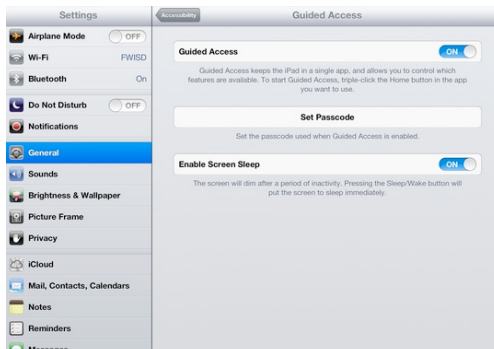 Settings
Airplane Mode OFF
Wi-Fi FWISD
Bluetooth On
Do Not Disturb OFF
Notifications
General
Sounds
Brightness & Wallpaper
Picture Frame
Privacy
iCloud
Mail, Contacts, Calendars
Notes
Reminders
Messages
Accessibility
Guided Access
Guided Access ON
Guided Access keeps the iPad in a single app, and allows you to control which
features are available. To start Guided Access, triple-click the Home button in the app
you want to use.
Set Passcode
Set the passcode used when Guided Access is enabled.
Enable Screen Sleep ON
The screen will dim after a period of inactivity. Pressing the Sleep/Wake button will
put the screen to sleep immediately.